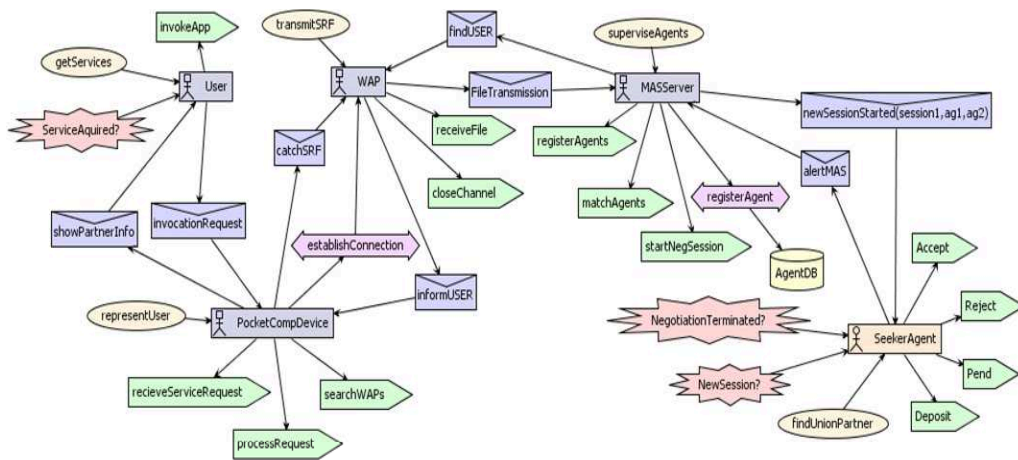 invokeApp
transmitSRF
findUSER
superviseAgents
getServices
User
WAP
FileTransmission
MASServer
newSessionStarted(session1,ag1,ag2)
ServiceAquired?
receiveFile
registerAgents
catchSRF
alertMAS
closeChannel
matchAgents
registerAgent
showPartnerInfo
invocationRequest
establishConnection
startNegSession
Accept
AgentDB
informUSER
representUser
PocketCompDevice
NegotiationTerminated?
Reject
SeekerAgent
recieveServiceRequest
searchWAPs
NewSession?
Pend
findUnionPartner
Deposit
processRequest